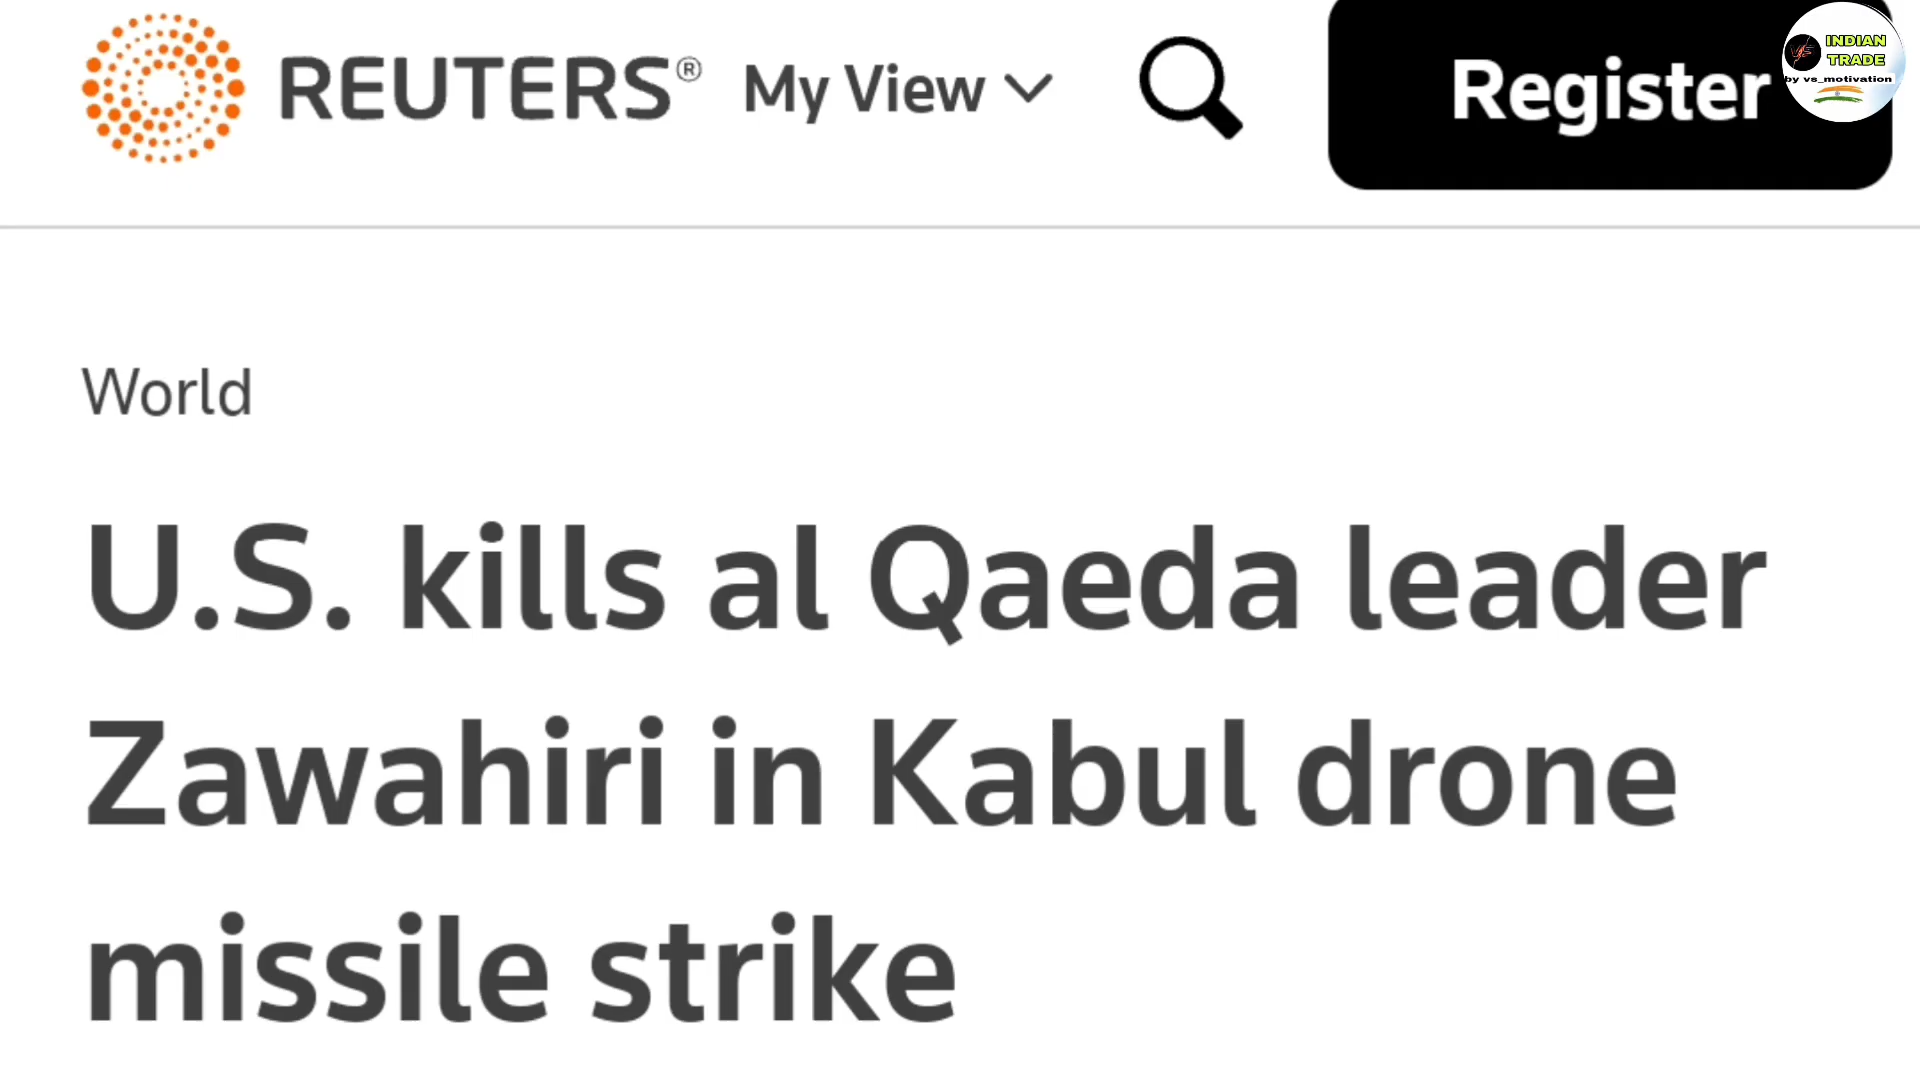 REUTERS® My View
Register
INDIAN
TRADE
by vs_motivation
World
U.S. kills al Qaeda leader
Zawahiri in Kabul drone
missile strike